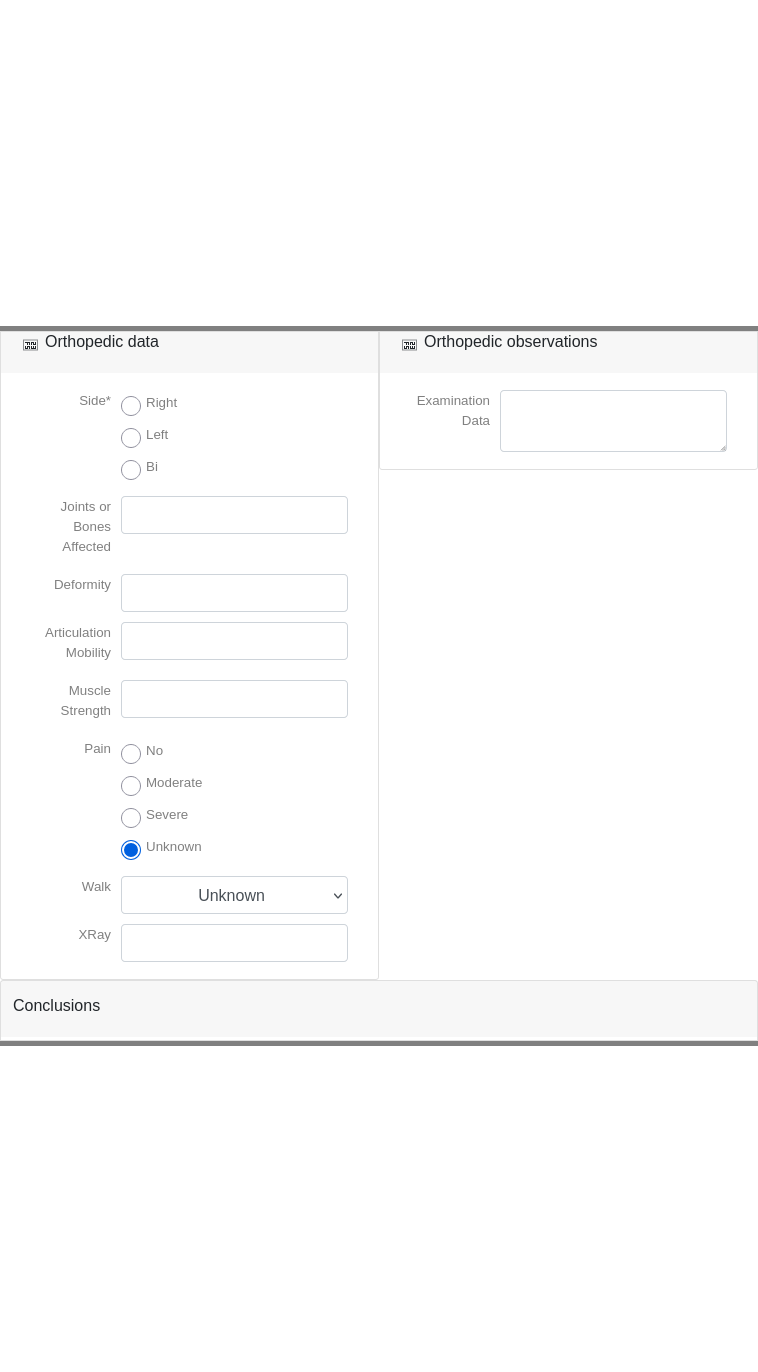 Orthopedic data
Side*
Right
Left
Bi
Joints or
Bones
Affected
Deformity
Articulation
Mobility
Muscle
Strength
Pain
No
Moderate
Severe
Unknown
Walk
Unknown
XRay
Orthopedic observations
Examination
Data
Conclusions